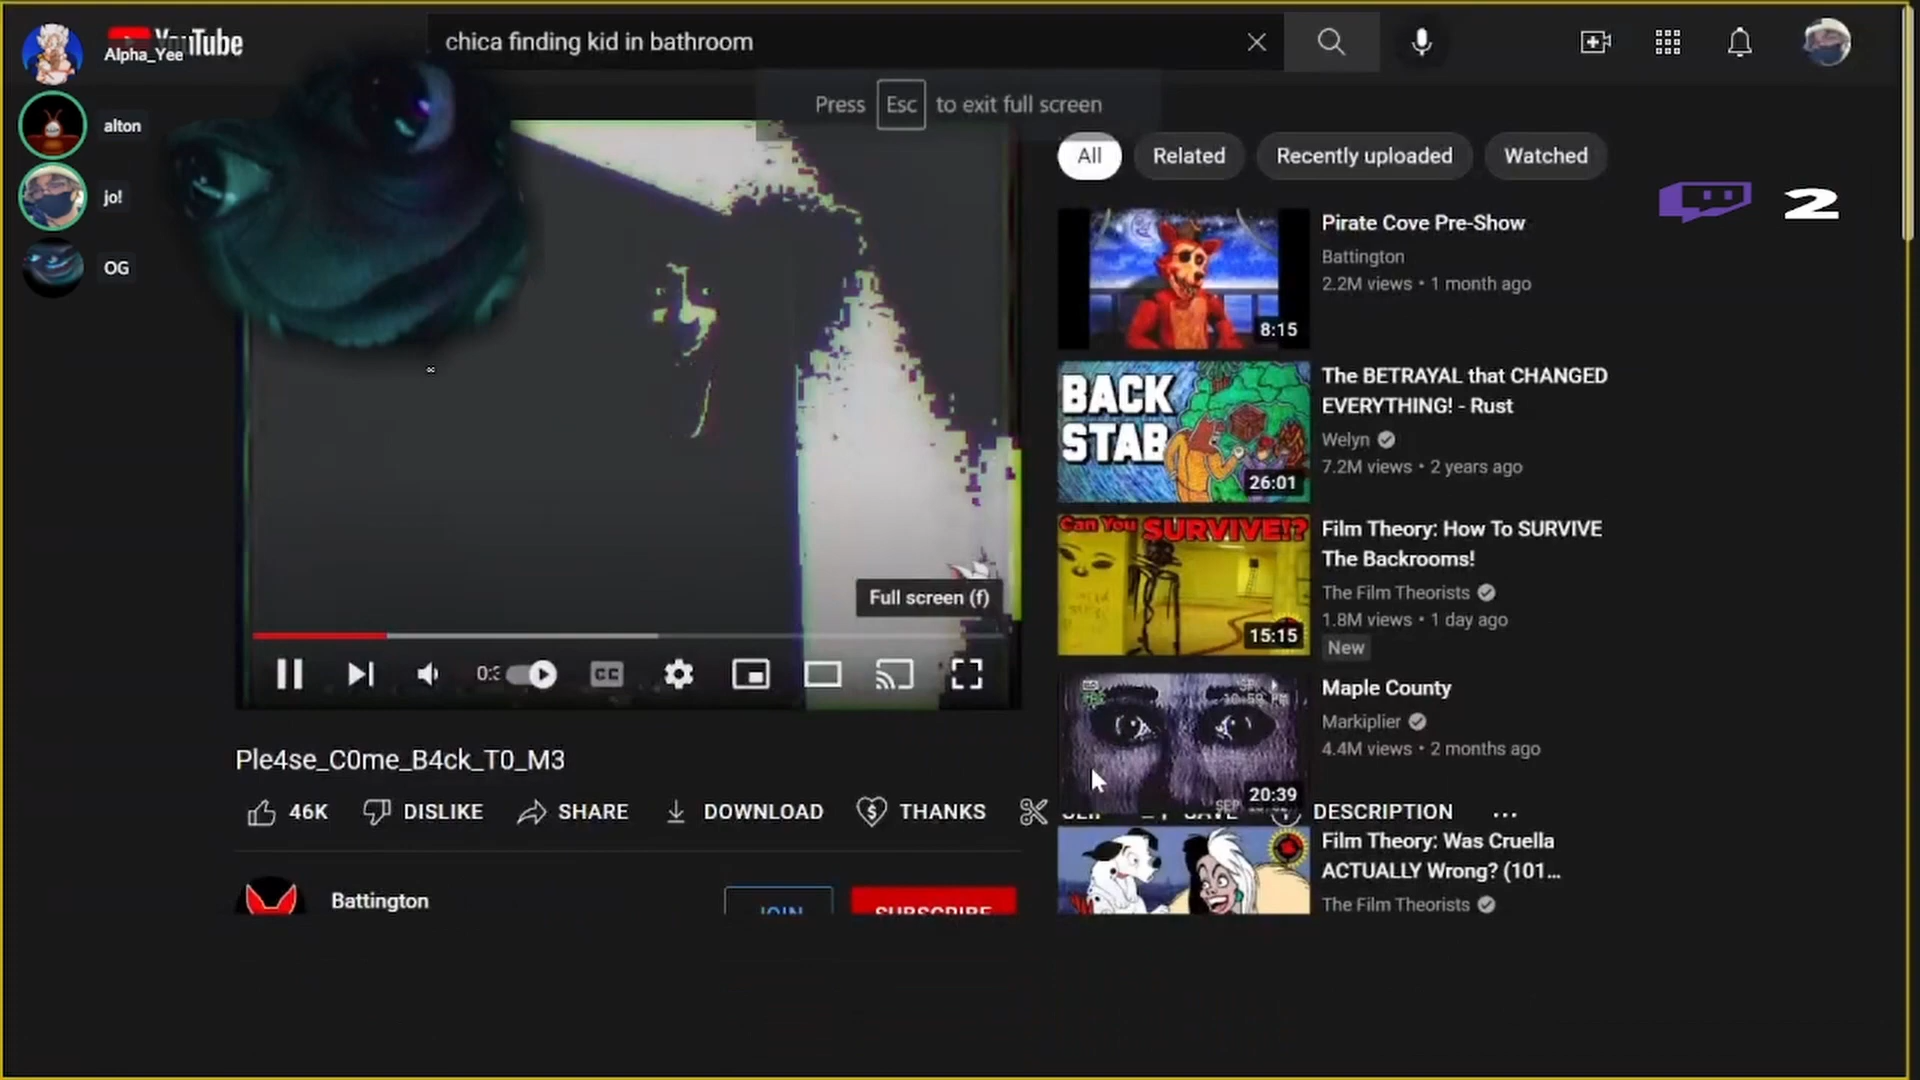 YouTube
Alpha_Yee
alton
jo!
OG
chica finding kid in bathroom
Press Esc to exit full screen
All
Related
Recently uploaded
Watched
2
Full screen (f)
CC
Ple4se_C0me_B4ck_T0_M3
46K
DISLIKE
SHARE
DOWNLOAD
THANKS
DESCRIPTION
...
Battington
JOIN
SUBSCRIBE
8:15
Pirate Cove Pre-Show
Battington
2.2M views • 1 month ago
BACK
STAB
26:01
The BETRAYAL that CHANGED
EVERYTHING! - Rust
Welyn
7.2M views • 2 years ago
Can You SURVIVE!?
15:15
Film Theory: How To SURVIVE
The Backrooms!
The Film Theorists
1.8M views • 1 day ago
New
20:39
Maple County
Markiplier
4.4M views • 2 months ago
Film Theory: Was Cruella
ACTUALLY Wrong? (101...
The Film Theorists